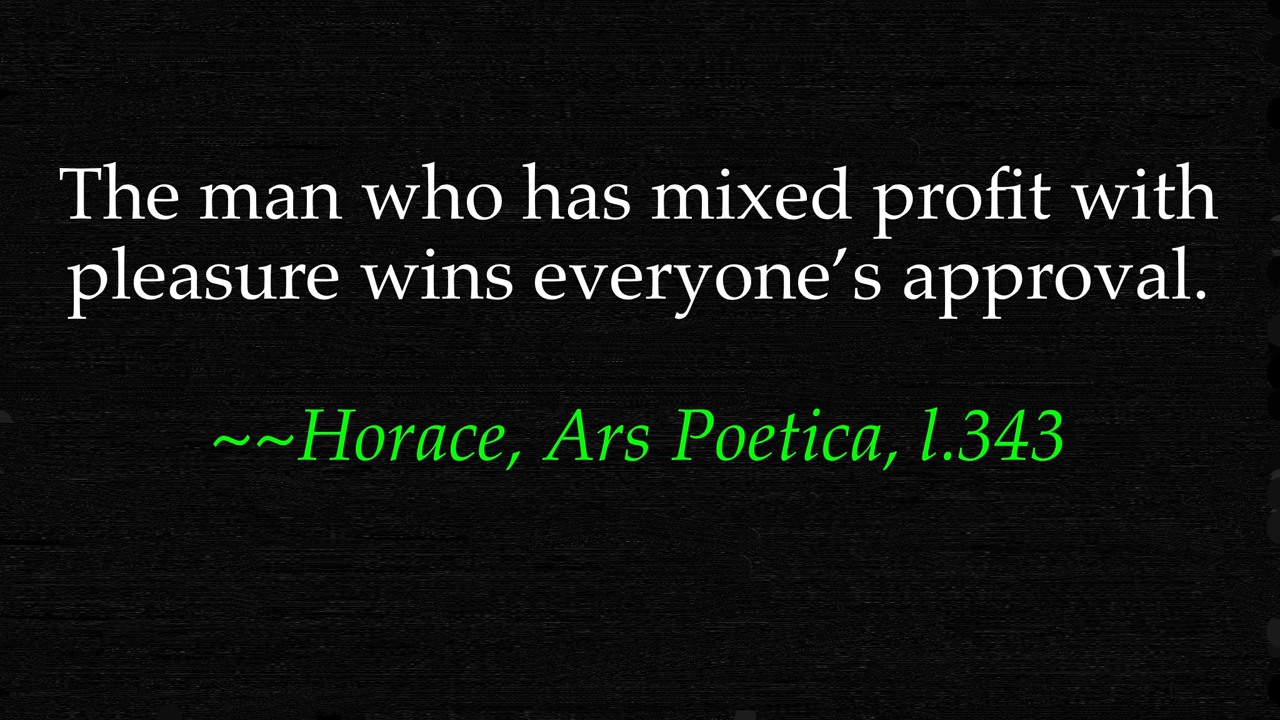 The man who has mixed profit with
pleasure wins everyone’s approval.
~~Horace, Ars Poetica, l.343